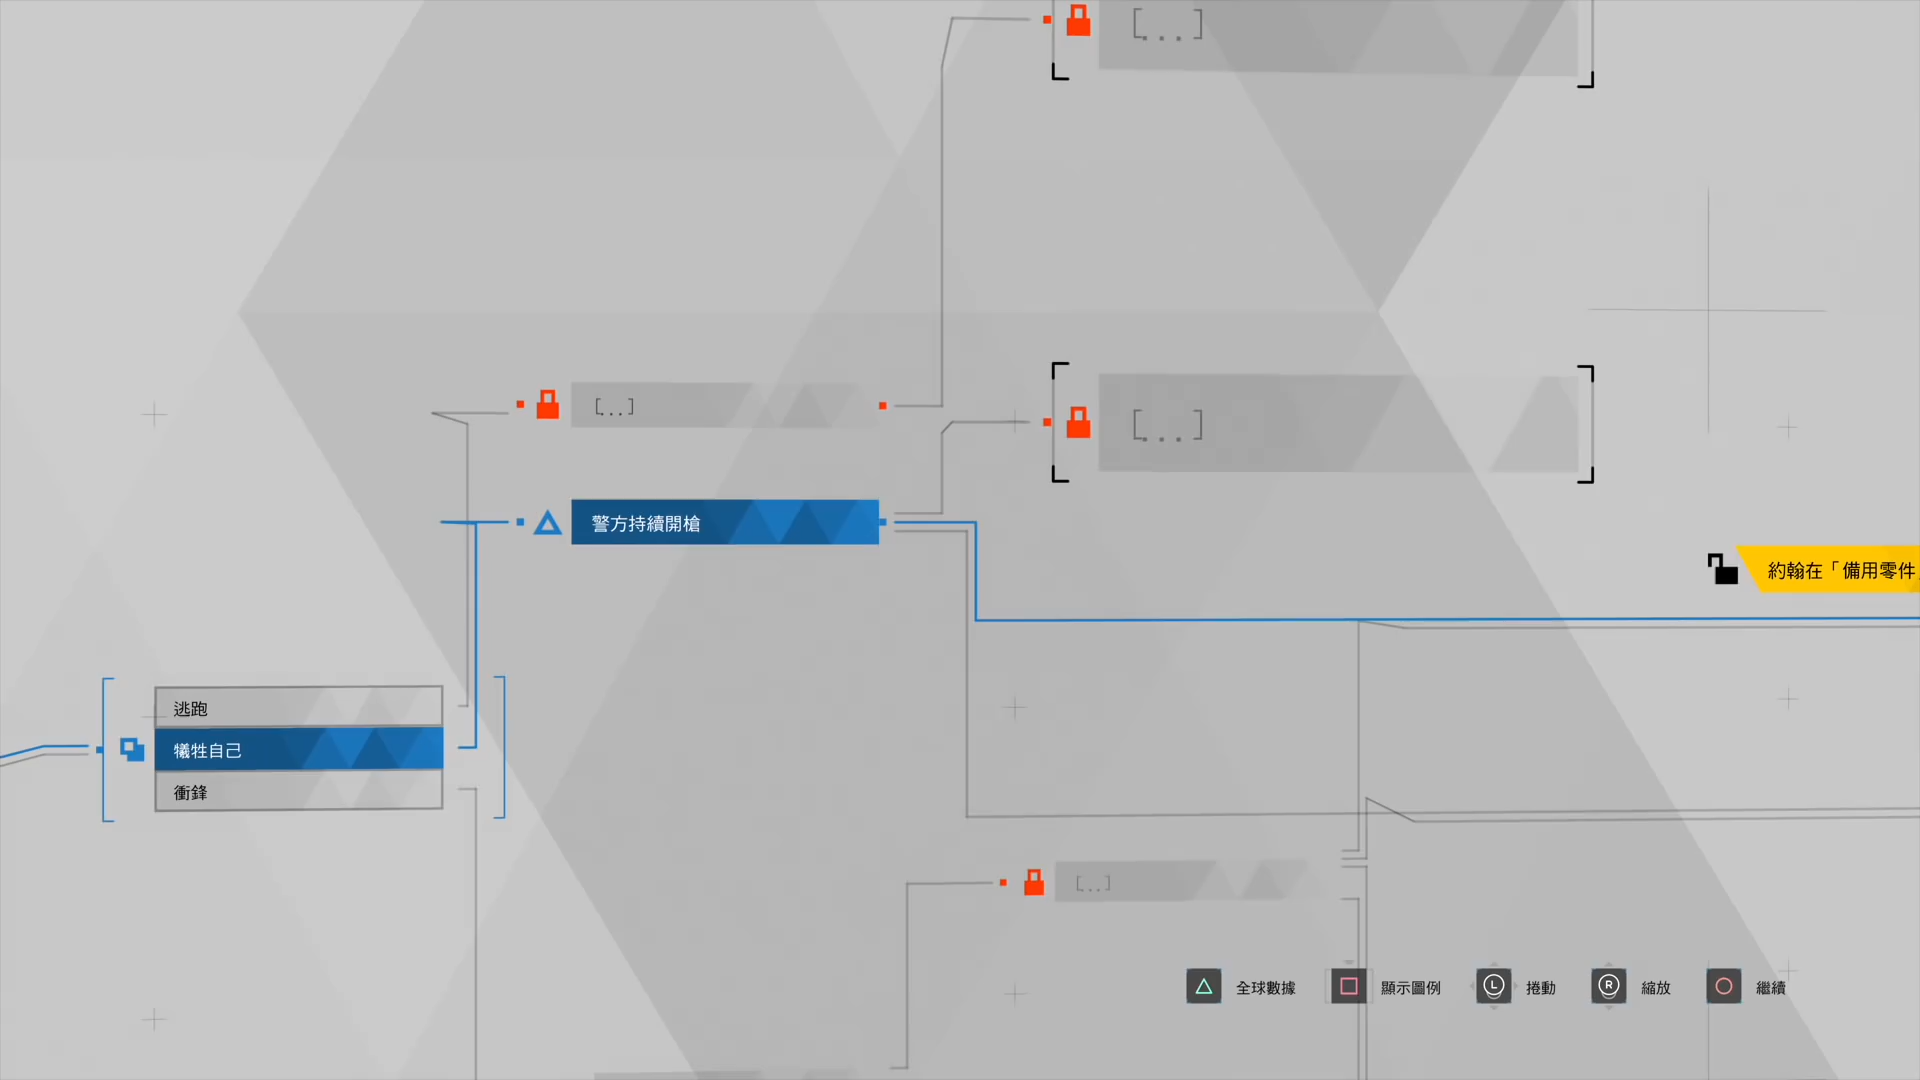 [...]
[...]
[...]
警方持續開槍
約翰在「備用零件
逃跑
犧牲自己
衝鋒
[...]
全球數據
顯示圖例
L
捲動
R
縮放
繼續